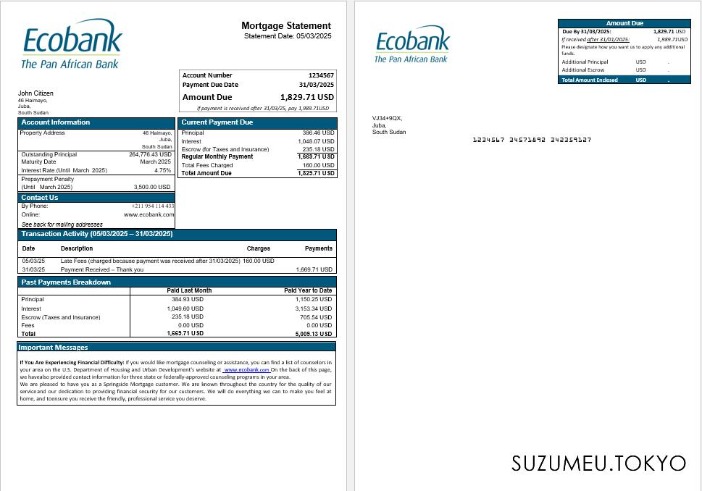 Ecobank
The Pan African Bank
Mortgage Statement
Statement Date: 05/03/2025
Account Number 1234567
Payment Due Date 31/03/2025
Amount Due 1,829.71 USD
If payment is received after 31/03/25, pay 1,989.71USD
John Citizen
46 Haimayo,
Juba,
South Sudan
Account Information
Property Address 46 Haimayo,
Juba,
South Sudan
Outstanding Principal 264,776.43 USD
Maturity Date March 2025
Interest Rate (Until March 2025) 4.75%
Prepayment Penalty
(Until March 2025) 3,500.00 USD
Current Payment Due
Principal 386.46 USD
Interest 1,048.07 USD
Escrow (for Taxes and Insurance) 235.18 USD
Regular Monthly Payment
Total Fees Charged 160.00 USD
Total Amount Due 1,829.71 USD
Contact Us
By Phone:
Online: www.ecobank.com
See back for mailing addresses
Transaction Activity (05/03/2025 – 31/03/2025)
Date Description Charges Payments
05/03/25 Late Fees (charged because payment was received after 31/03/2025) 160.00 USD
31/03/25 Payment Received – Thank you 1,669.71 USD
Past Payments Breakdown
Paid Last Month Paid Year to Date
Principal 384.93 USD 1,150.25 USD
Interest 1,049.60 USD 3,153.34 USD
Escrow (Taxes and Insurance) 235.18 USD 705.54 USD
Fees 0.00 USD 0.00 USD
Total 1,669.71 USD 5,009.13 USD
Important Messages
If You Are Experiencing Financial Difficulty: If you would like mortgage counseling or assistance, you can find a list of counselors in
your area on the U.S. Department of Housing and Urban Development's website at www.ecobank.com On the back of this page,
we have also provided contact information for three state or federally-approved counseling programs in your area.
We are pleased to have you as a Springside Mortgage customer. We are known throughout the country for the quality of our
service and our dedication to providing financial security for our customers. We will do everything we can to make you feel at
home, and to ensure you receive the friendly, professional service you deserve.
Ecobank
The Pan African Bank
Amount Due
Due By 31/03/2025: 1,829.71 USD
If received after 31/01/2025: 1,989.71USD
Please designate how you want us to apply any additional
funds.
Additional Principal USD .
Additional Escrow USD .
Total Amount Enclosed USD .
VJ34+9QX,
Juba,
South Sudan
1234567 34571892 342359127
SUZUMEU.TOKYO